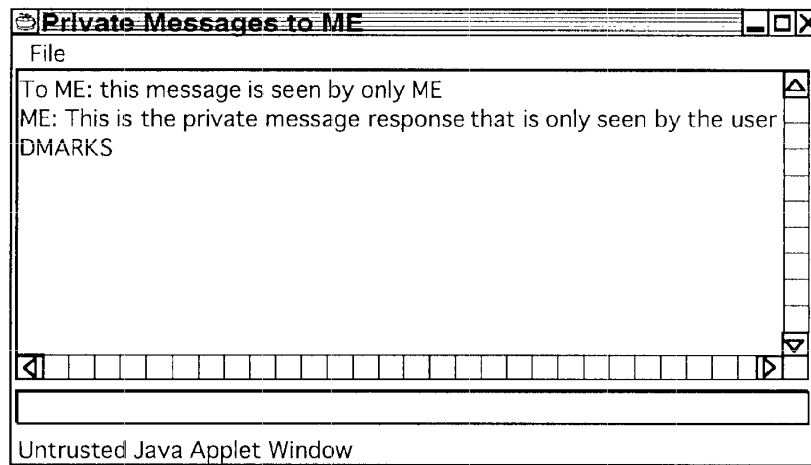 Private Messages to ME
File
To ME: this message is seen by only ME
ME: This is the private message response that is only seen by the user
DMARKS
Untrusted Java Applet Window